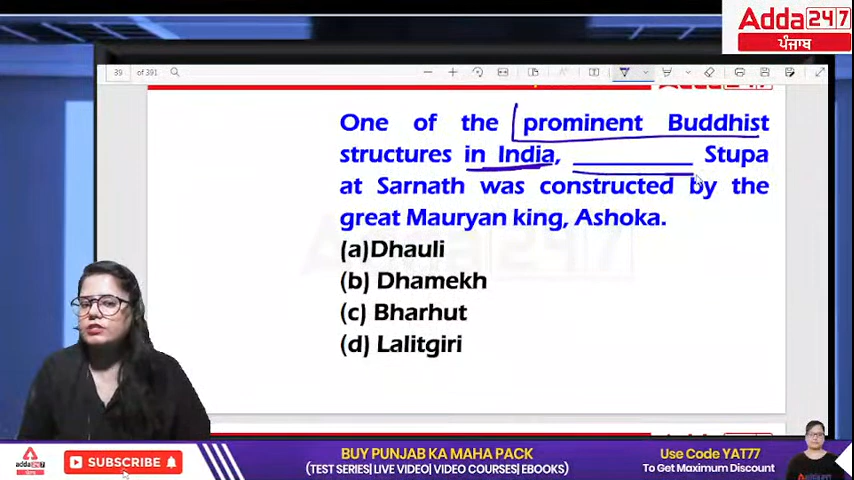 Adda247
ਪੰਜਾਬ
39 of 391
One of the prominent Buddhist
structures in India, __________ Stupa
at Sarnath was constructed by the
great Mauryan king, Ashoka.
(a)Dhauli
(b) Dhamekh
(c) Bharhut
(d) Lalitgiri
SUBSCRIBE
BUY PUNJAB KA MAHA PACK
(TEST SERIES| LIVE VIDEO| VIDEO COURSES| EBOOKS)
Use Code YAT77
To Get Maximum Discount